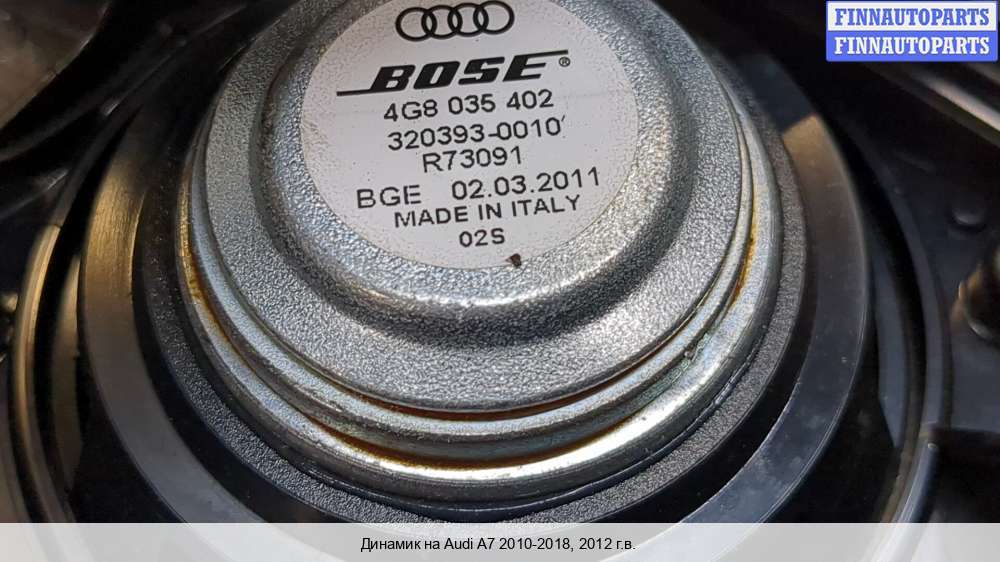 FINNAUTOPARTS
FINNAUTOPARTS
BOSE®
4G8 035 402
320393-0010
R73091
BGE 02.03.2011
MADE IN ITALY
02S
Динамик на Audi A7 2010-2018, 2012 г.в.